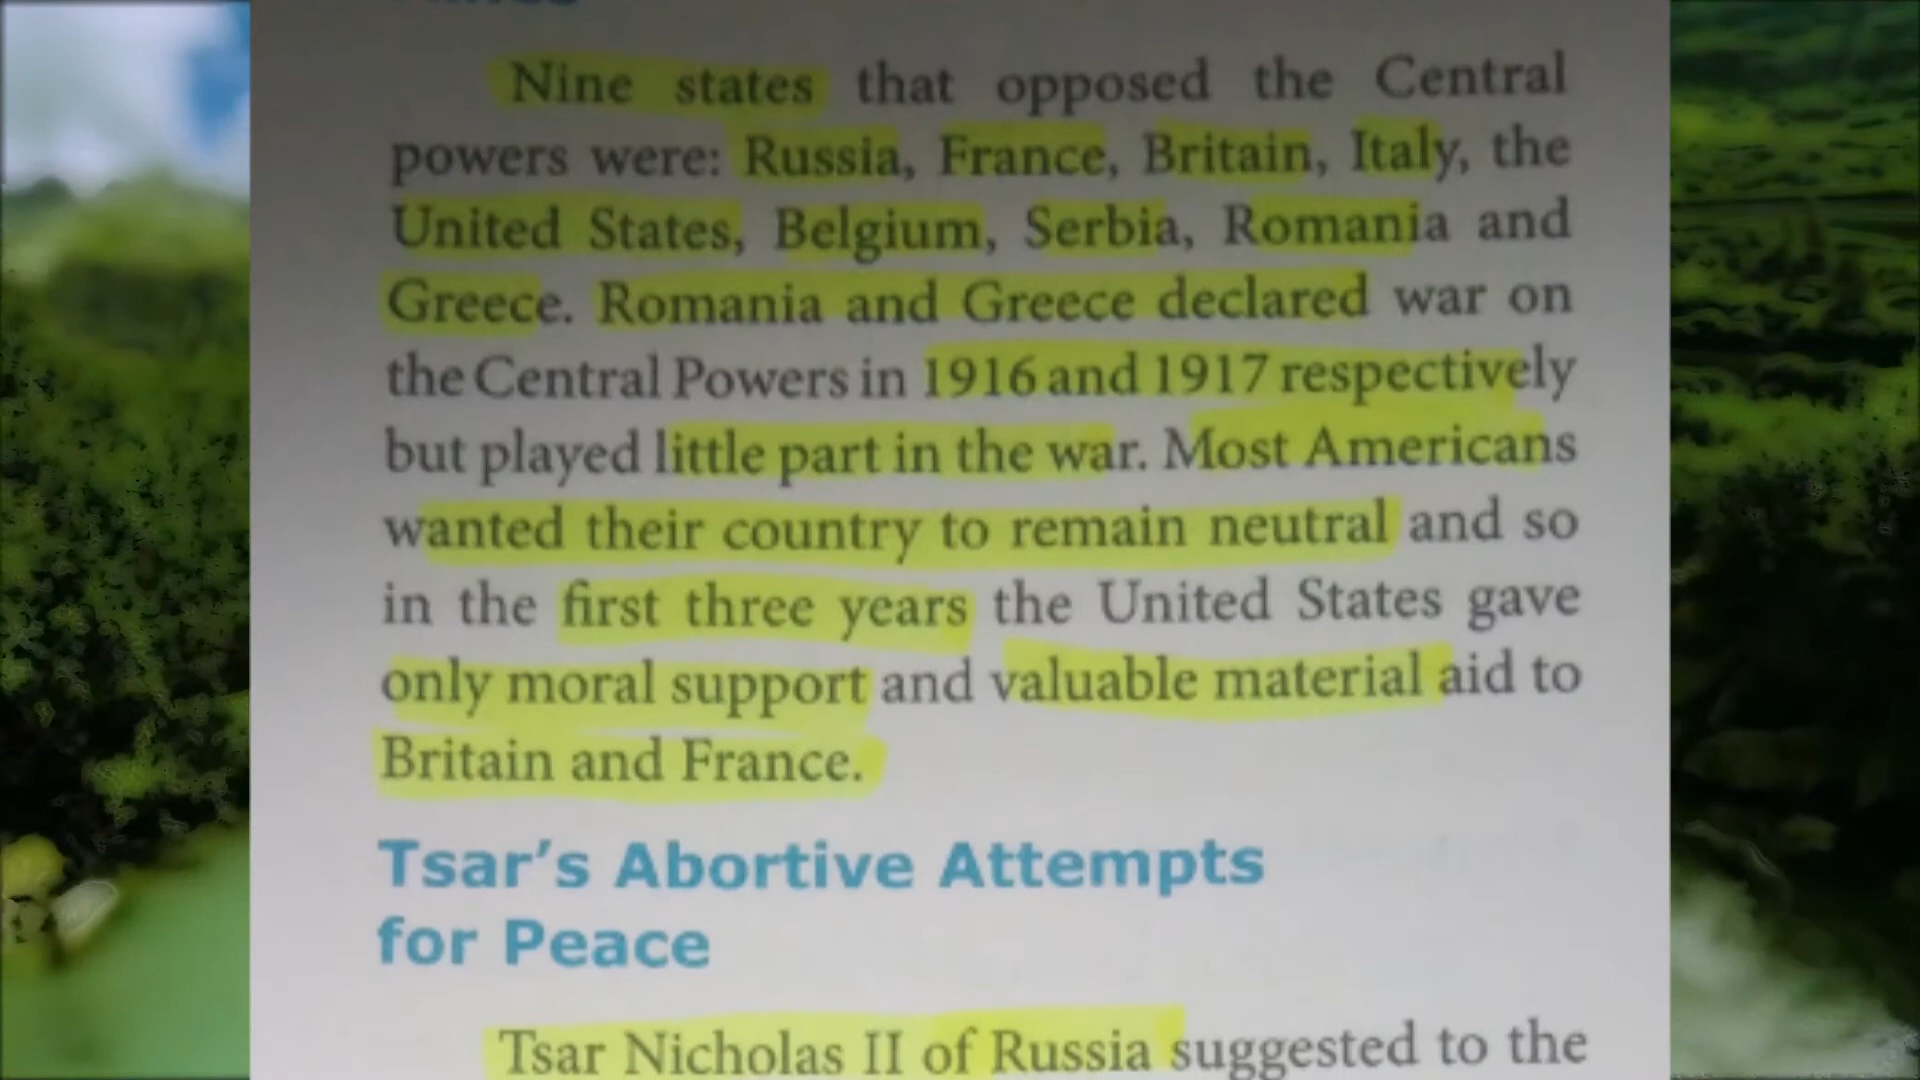 Nine states that opposed the Central
powers were: Russia, France, Britain, Italy, the
United States, Belgium, Serbia, Romania and
Greece. Romania and Greece declared war on
the Central Powers in 1916 and 1917 respectively
but played little part in the war. Most Americans
wanted their country to remain neutral and so
in the first three years the United States gave
only moral support and valuable material aid to
Britain and France.
Tsar’s Abortive Attempts
for Peace
Tsar Nicholas II of Russia suggested to the